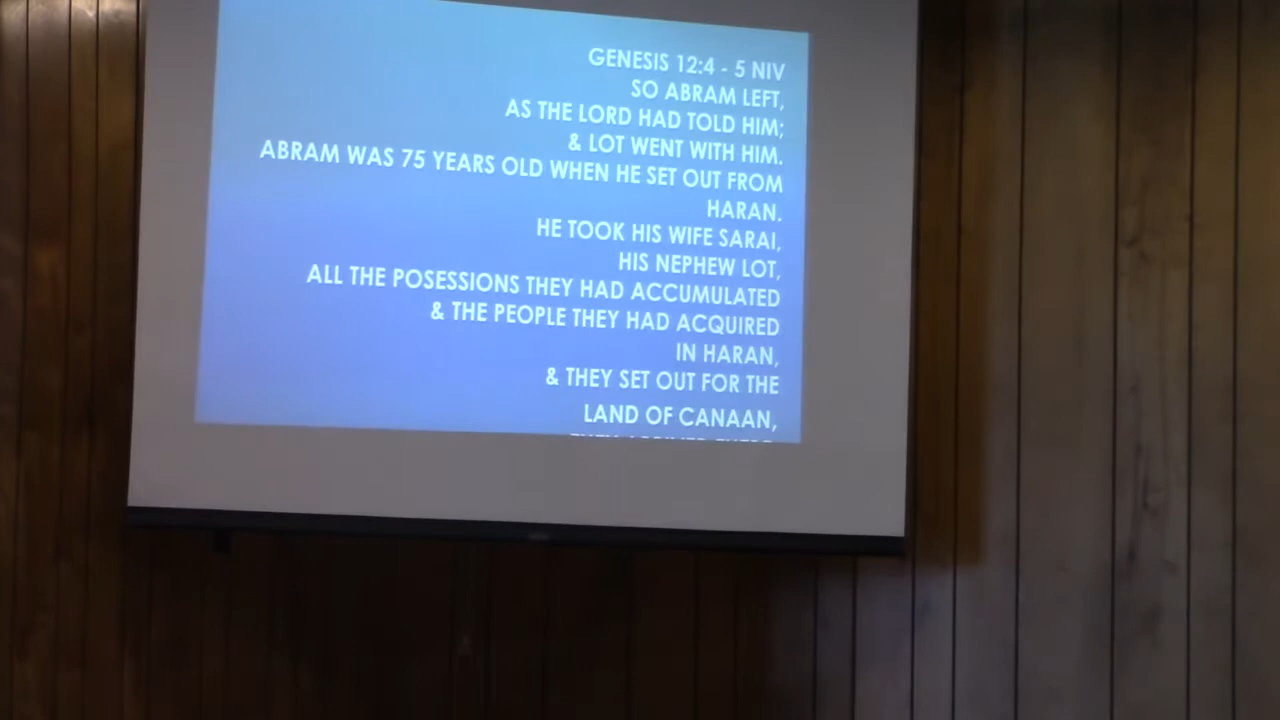 GENESIS 12:4 - 5 NIV
SO ABRAM LEFT,
AS THE LORD HAD TOLD HIM;
& LOT WENT WITH HIM.
ABRAM WAS 75 YEARS OLD WHEN HE SET OUT FROM
HARAN.
HE TOOK HIS WIFE SARAI,
HIS NEPHEW LOT,
ALL THE POSESSIONS THEY HAD ACCUMULATED
& THE PEOPLE THEY HAD ACQUIRED
IN HARAN,
& THEY SET OUT FOR THE
LAND OF CANAAN,